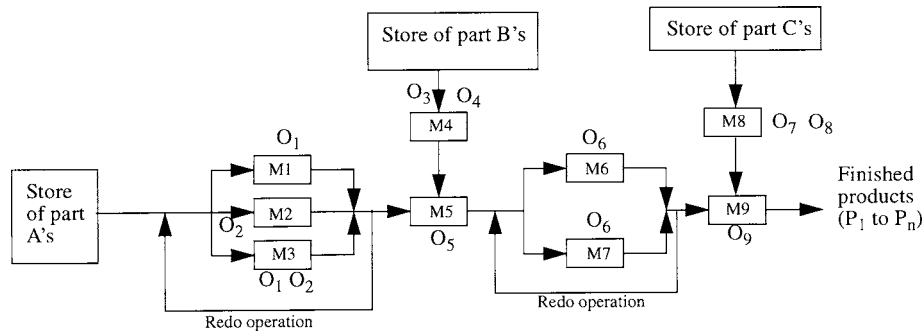 Store of part B's
Store of part C's
O₃ O₄
M4
M8
O₇ O₈
O₁
M1
O₆
M6
Store
of part
A's
O₂
M2
M5
O₅
M9
O₉
Finished
products
(P₁ to Pₙ)
M3
O₁ O₂
O₆
M7
Redo operation
Redo operation